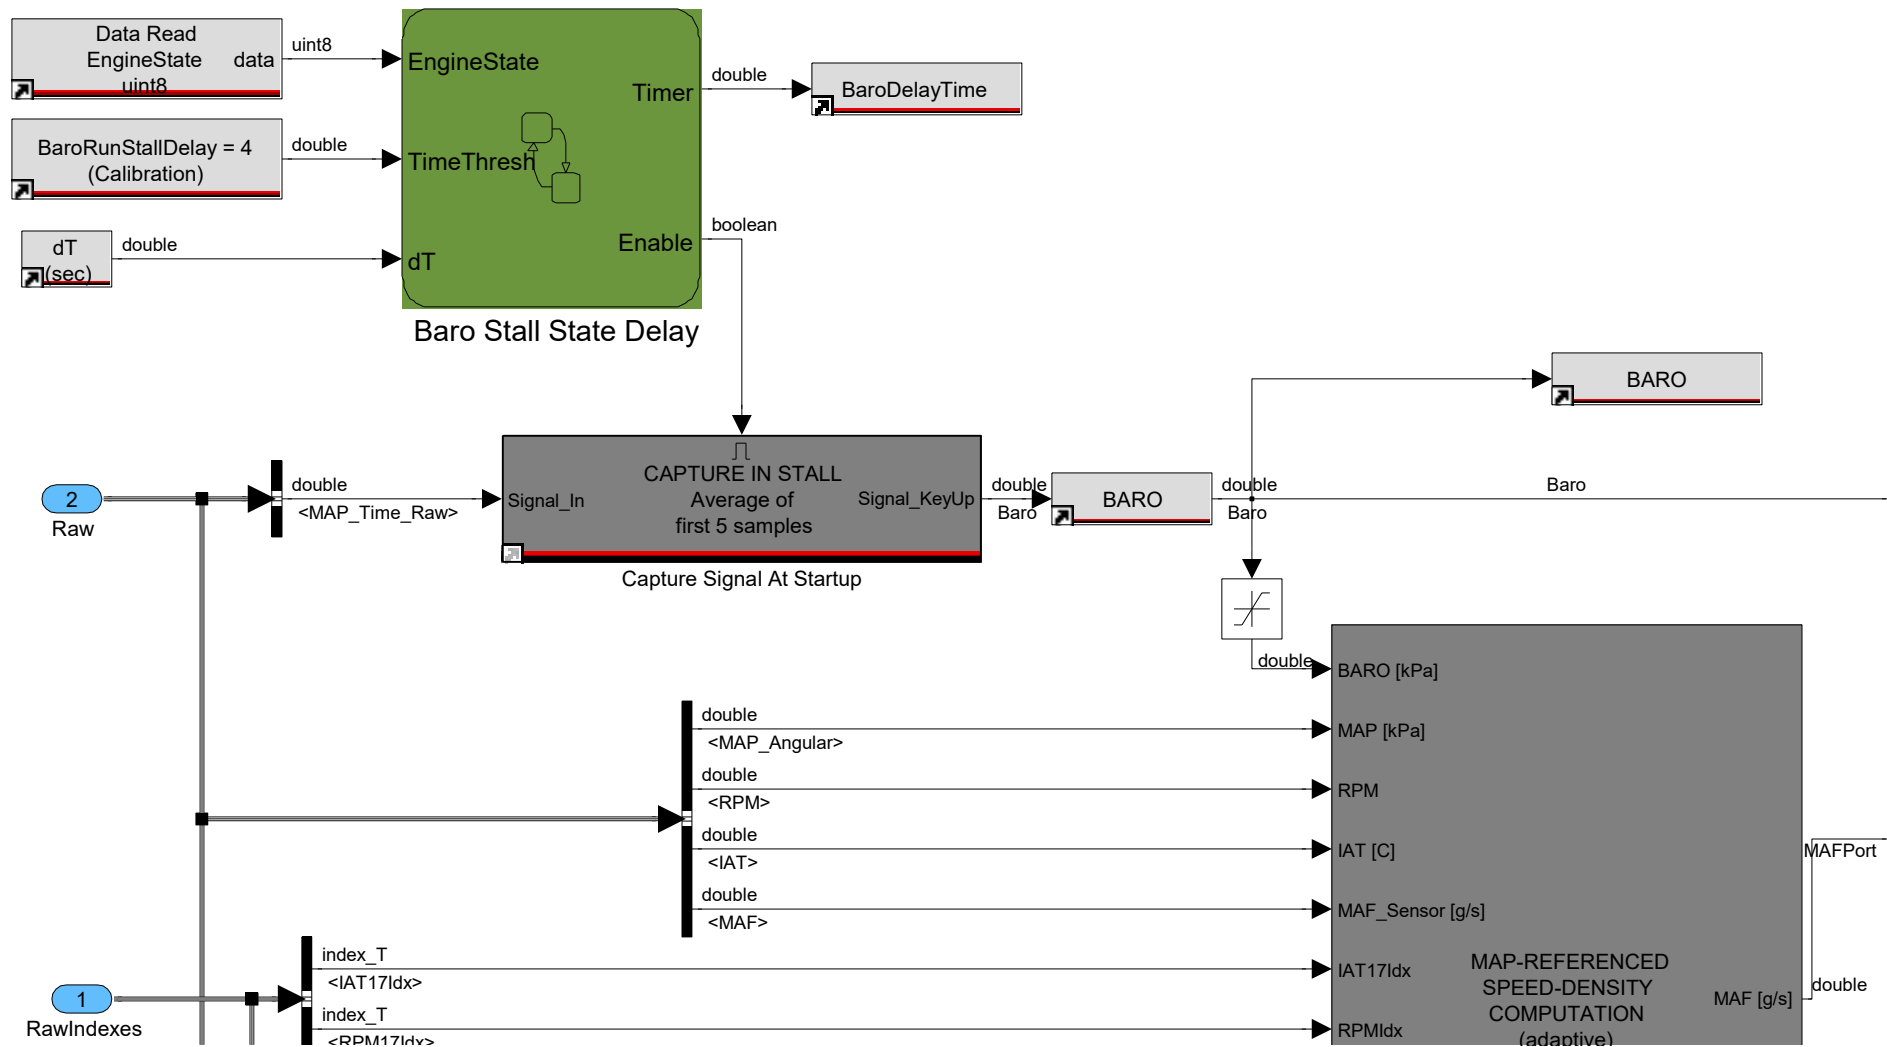 Data Read
EngineState
uint8
data
uint8
BaroRunStallDelay = 4
(Calibration)
double
dT
(sec)
double
EngineState
TimeThresh
dT
Timer
Enable
Baro Stall State Delay
double
BaroDelayTime
boolean
BARO
2
Raw
double
<MAP_Time_Raw>
Signal_In
CAPTURE IN STALL
Average of
first 5 samples
Signal_KeyUp
Capture Signal At Startup
double
Baro
BARO
double
Baro
Baro
double
BARO [kPa]
double
<MAP_Angular>
MAP [kPa]
double
<RPM>
RPM
double
<IAT>
IAT [C]
double
<MAF>
MAF_Sensor [g/s]
MAFPort
1
RawIndexes
index_T
<IAT17Idx>
IAT17Idx
index_T
<RPM17Idx>
RPMIdx
MAP-REFERENCED
SPEED-DENSITY
COMPUTATION
(adaptive)
MAF [g/s]
double